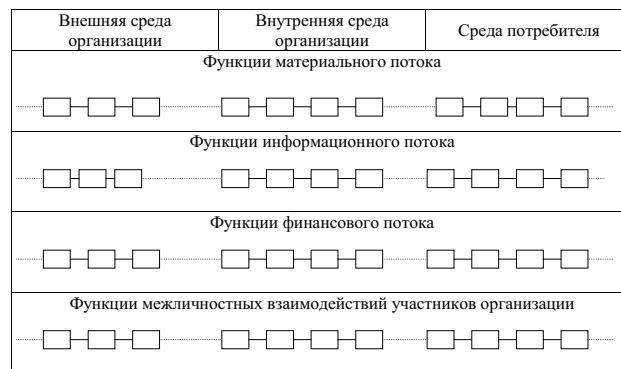 Внешняя среда
организации
Внутренняя среда
организации
Среда потребителя
Функции материального потока
Функции информационного потока
Функции финансового потока
Функции межличностных взаимодействий участников организации